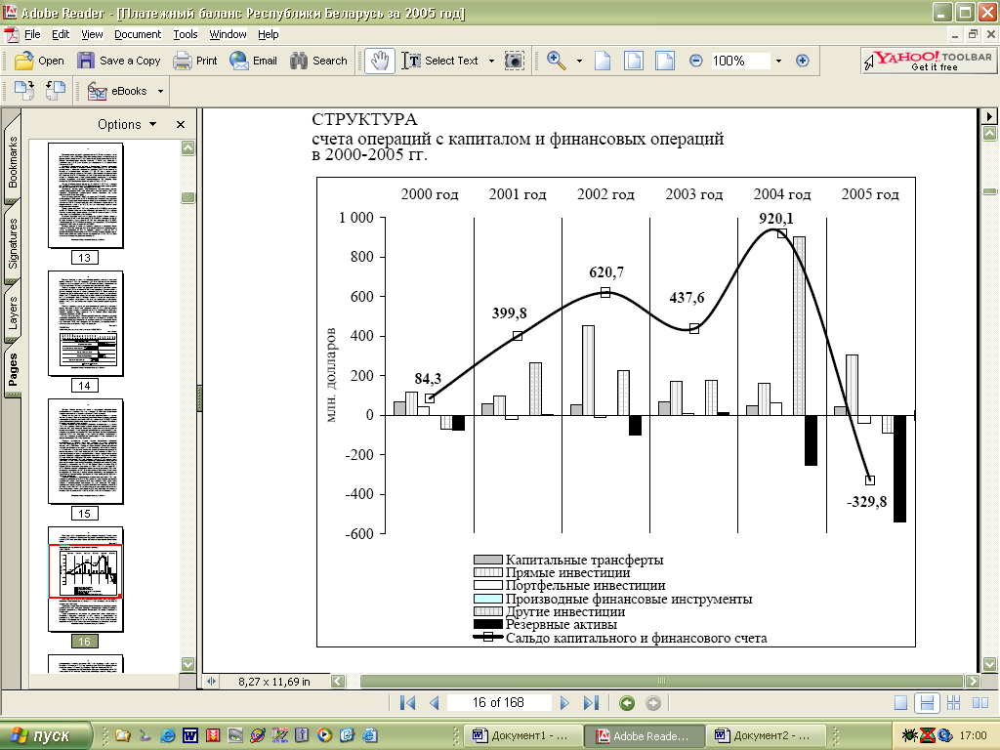 Adobe Reader - [Платежный баланс Республики Беларусь за 2005 год]
File Edit View Document Tools Window Help
Open Save a Copy Print Email Search Select Text 100%
YAHOO! TOOLBAR
Get it free
eBooks
Options
Bookmarks
Signatures
Layers
Pages
13
14
15
16
СТРУКТУРА
счета операций с капиталом и финансовых операций
в 2000-2005 гг.
2000 год 2001 год 2002 год 2003 год 2004 год 2005 год
млн. долларов
1 000
800
600
400
200
0
-200
-400
-600
84,3
399,8
620,7
437,6
920,1
-329,8
Капитальные трансферты
Прямые инвестиции
Портфельные инвестиции
Производные финансовые инструменты
Другие инвестиции
Резервные активы
Сальдо капитального и финансового счета
8,27 x 11,69 in
16 of 168
пуск
Документ1 - ...
Adobe Reade...
Документ2 - ...
17:00